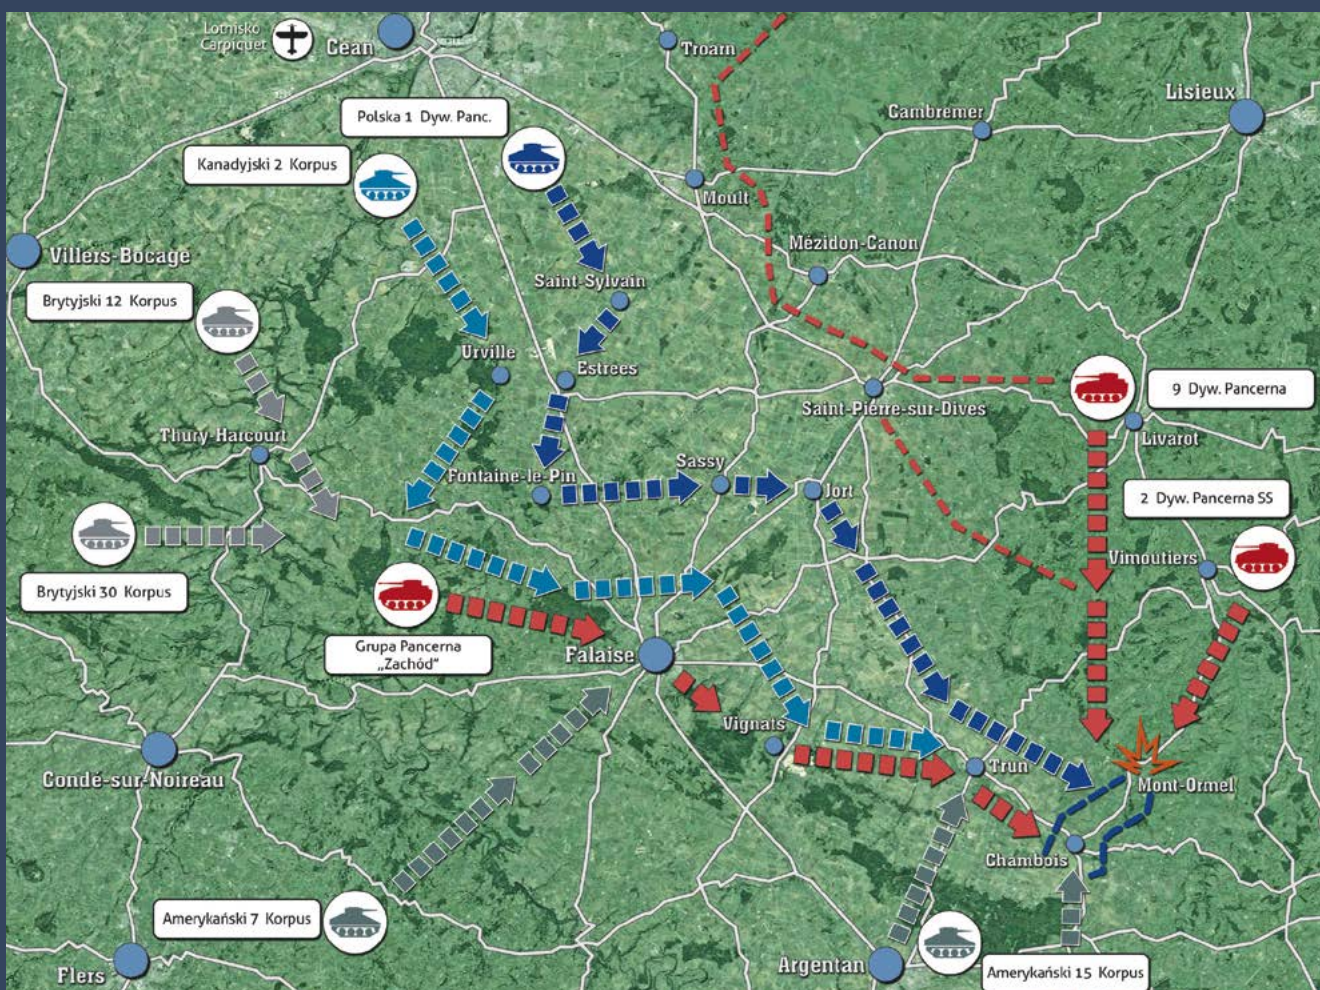 Lotnisko
Carpiquet
Cean
Troarn
Lisieux
Cambremer
Polska 1 Dyw. Panc.
Kanadyjski 2 Korpus
Moult
Villers-Bocage
Mézidon-Canon
Saint-Sylvain
Brytyjski 12 Korpus
Urville
Estrees
9 Dyw. Pancerna
Saint-Pierre-sur-Dives
Livarot
Thury-Harcourt
Sassy
Fontaine-le-Pin
Jort
2 Dyw. Pancerna SS
Vimoutiers
Brytyjski 30 Korpus
Grupa Pancerna
„Zachód”
Falaise
Vignats
Trun
Condé-sur-Noireau
Mont-Ormel
Chambois
Amerykański 7 Korpus
Argentan
Amerykański 15 Korpus
Flers